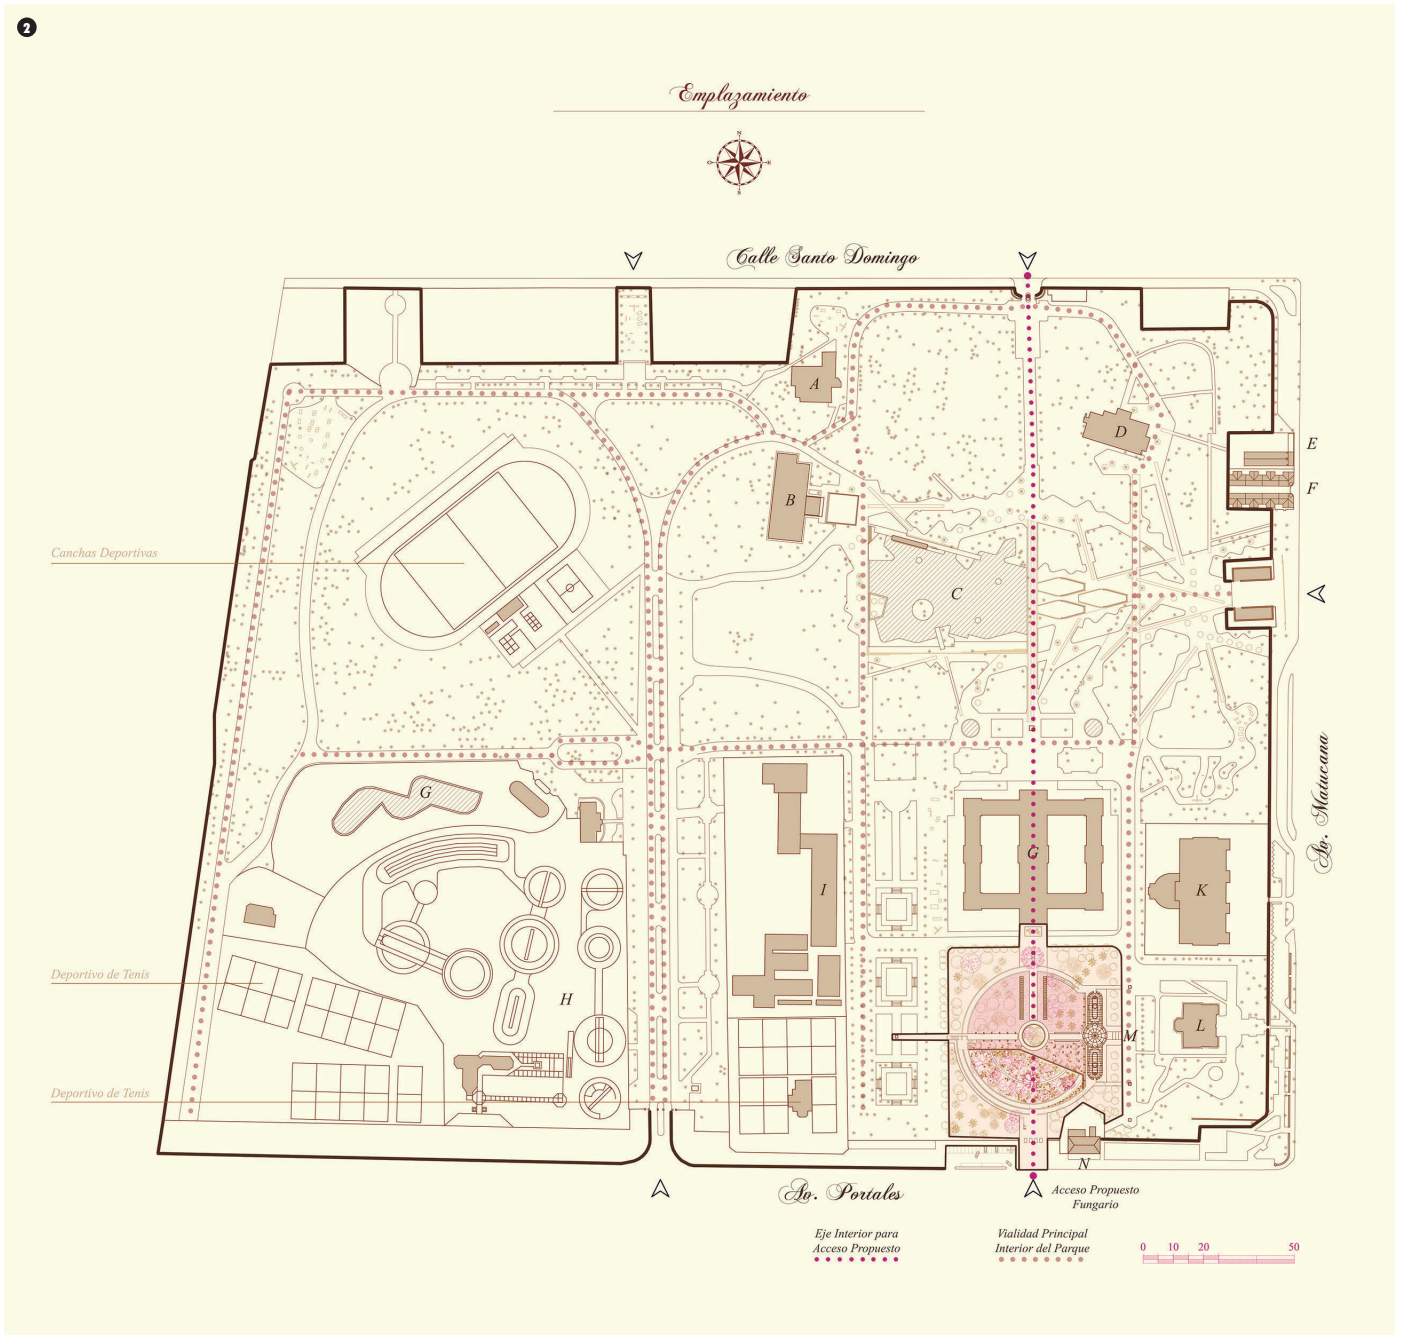 2
Emplazamiento
N
O
E
S
Calle Santo Domingo
A
D
E
B
F
Canchas Deportivas
C
Av. Matucana
G
G
I
K
Deportivo de Tenis
H
L
M
Deportivo de Tenis
N
Av. Portales
Acceso Propuesto
Fungario
Eje Interior para
Acceso Propuesto
Vialidad Principal
Interior del Parque
0 10 20 50